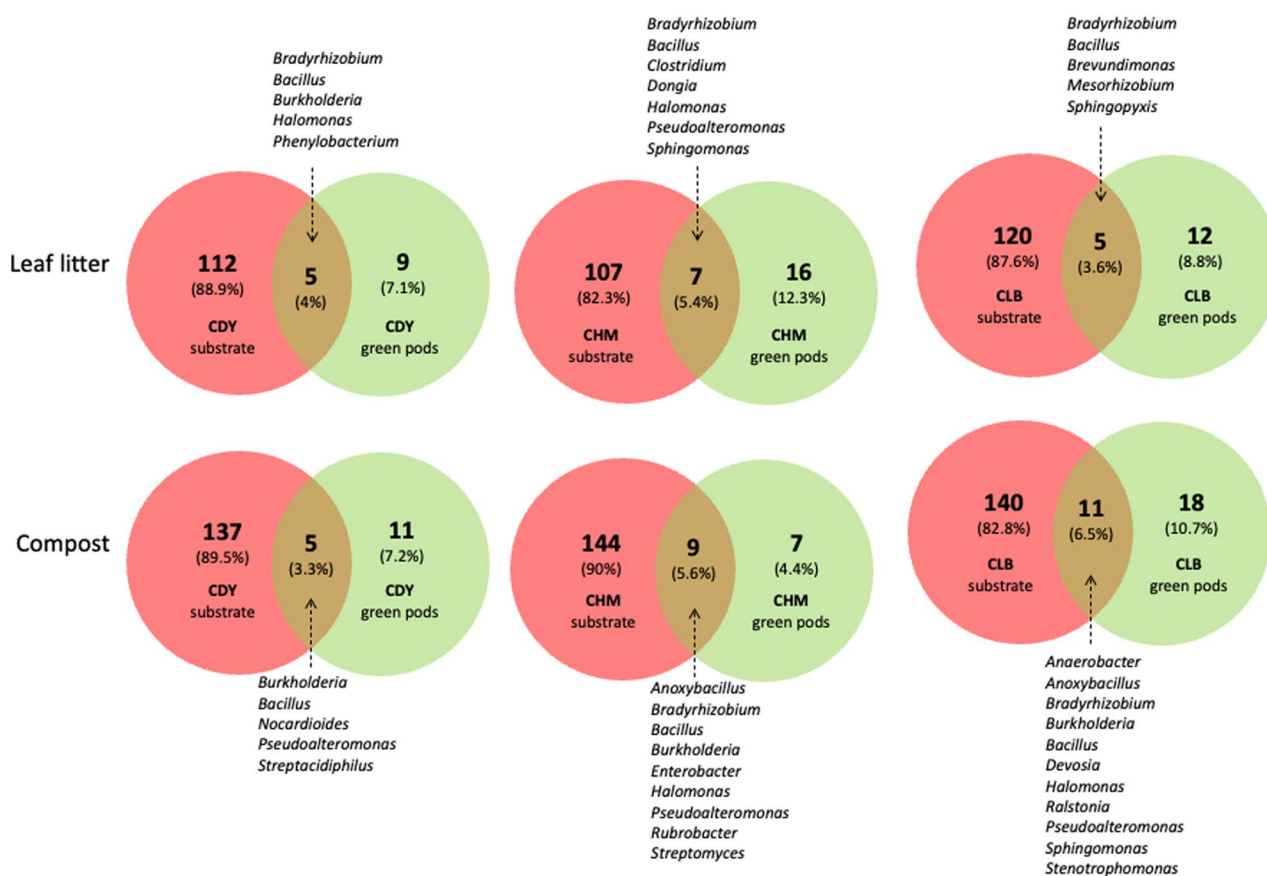 Bradyrhizobium
Bacillus
Burkholderia
Halomonas
Phenylobacterium
Bradyrhizobium
Bacillus
Clostridium
Dongia
Halomonas
Pseudoalteromonas
Sphingomonas
Bradyrhizobium
Bacillus
Brevundimonas
Mesorhizobium
Sphingopyxis
Leaf litter
112
(88.9%)
CDY
substrate
5
(4%)
9
(7.1%)
CDY
green pods
107
(82.3%)
CHM
substrate
7
(5.4%)
16
(12.3%)
CHM
green pods
120
(87.6%)
CLB
substrate
5
(3.6%)
12
(8.8%)
CLB
green pods
Compost
137
(89.5%)
CDY
substrate
5
(3.3%)
11
(7.2%)
CDY
green pods
144
(90%)
CHM
substrate
9
(5.6%)
7
(4.4%)
CHM
green pods
140
(82.8%)
CLB
substrate
11
(6.5%)
18
(10.7%)
CLB
green pods
Burkholderia
Bacillus
Nocardioides
Pseudoalteromonas
Streptacidiphilus
Anoxybacillus
Bradyrhizobium
Bacillus
Burkholderia
Enterobacter
Halomonas
Pseudoalteromonas
Rubrobacter
Streptomyces
Anaerobacter
Anoxybacillus
Bradyrhizobium
Burkholderia
Bacillus
Devosia
Halomonas
Ralstonia
Pseudoalteromonas
Sphingomonas
Stenotrophomonas